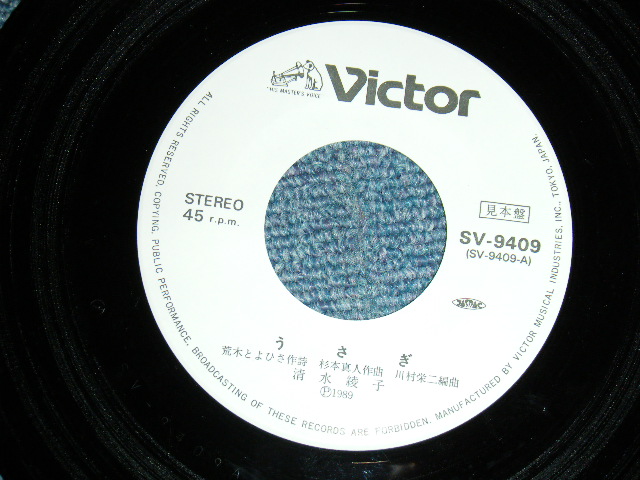 "HIS MASTER'S VOICE"
Victor
STEREO
45 r.p.m.
見本盤
SV-9409
(SV-9409-A)
JASRAC
うさぎ
荒木とよひさ作詩 杉本真人作曲 川村栄二編曲
清水綾子
Ⓟ1989
ALL RIGHTS RESERVED. COPYING, PUBLIC PERFORMANCE, BROADCASTING OF THESE RECORDS ARE FORBIDDEN. MANUFACTURED BY VICTOR MUSICAL INDUSTRIES, INC. TOKYO, JAPAN.